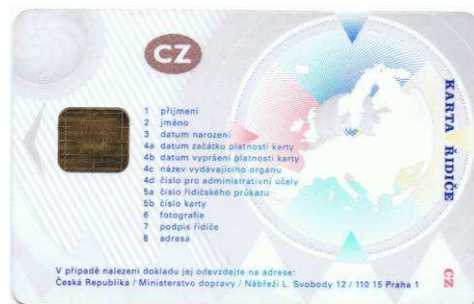 CZ
1 příjmení
2 jméno
3 datum narození
4a datum začátku platnosti karty
4b datum vypršení platnosti karty
4c název vydávajícího orgánu
4d číslo pro administrativní účely
5a číslo řidičského průkazu
5b číslo karty
6 fotografie
7 podpis řidiče
8 adresa
KARTA ŘIDIČE
CZ
V případě nalezení dokladu jej odevzdejte na adrese:
Česká Republika / Ministerstvo dopravy / Nábřeží L. Svobody 12 / 110 15 Praha 1